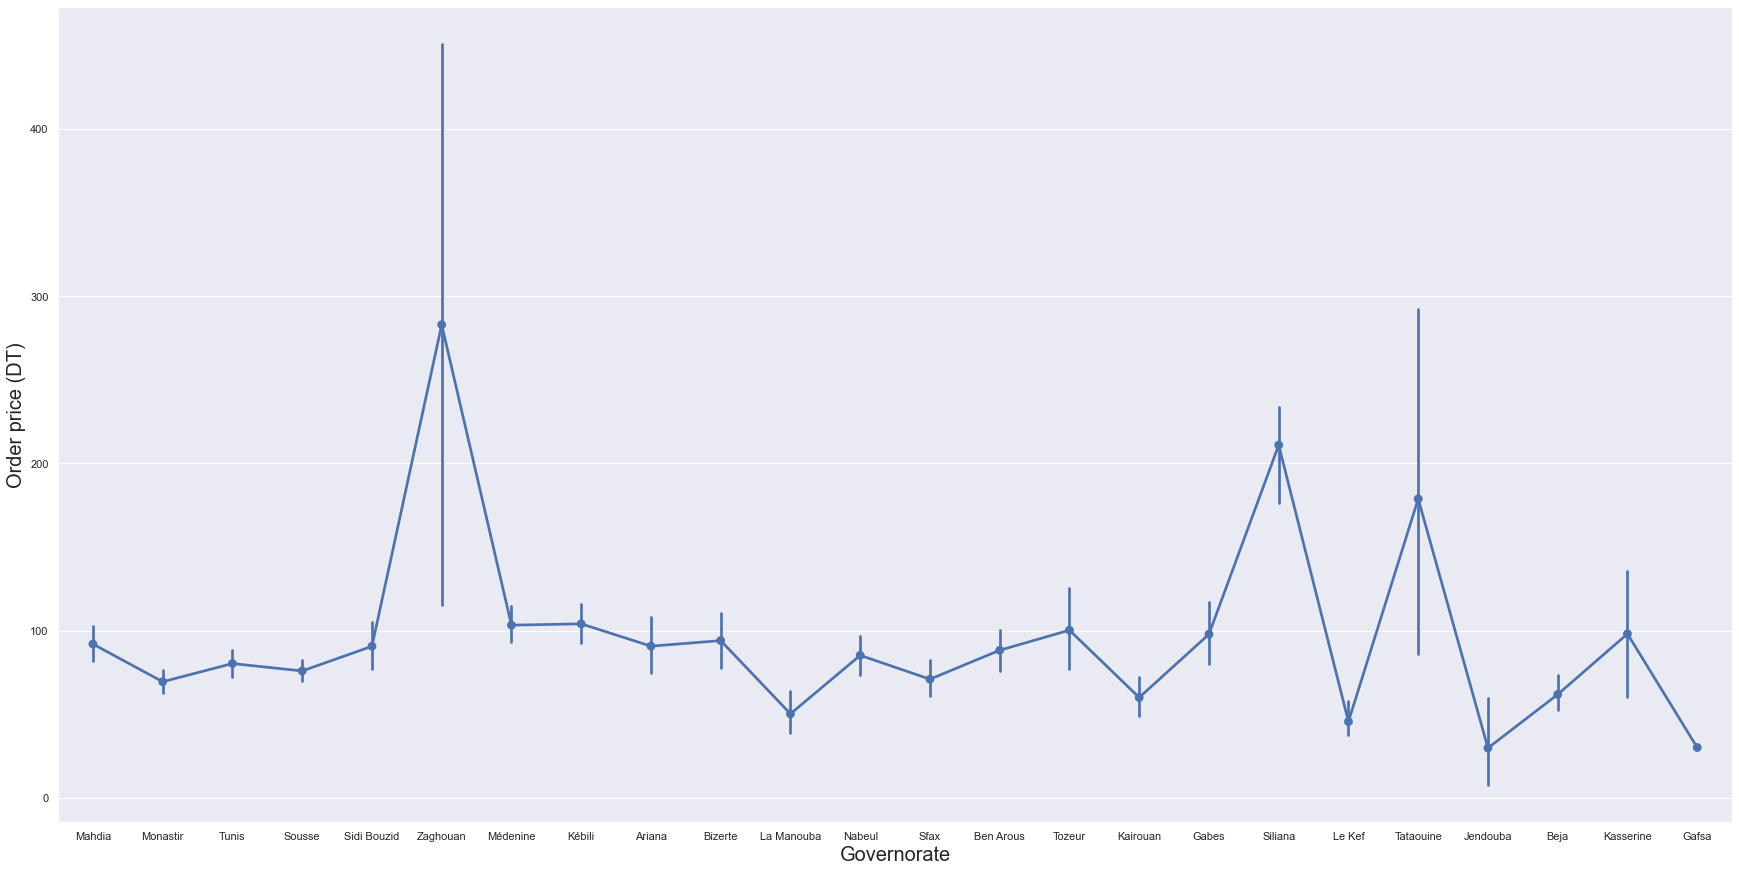 Order price (DT)
400
300
200
100
0
Mahdia Monastir Tunis Sousse Sidi Bouzid Zaghouan Médenine Kébili Ariana Bizerte La Manouba Nabeul Sfax Ben Arous Tozeur Kairouan Gabes Siliana Le Kef Tataouine Jendouba Beja Kasserine Gafsa
Governorate